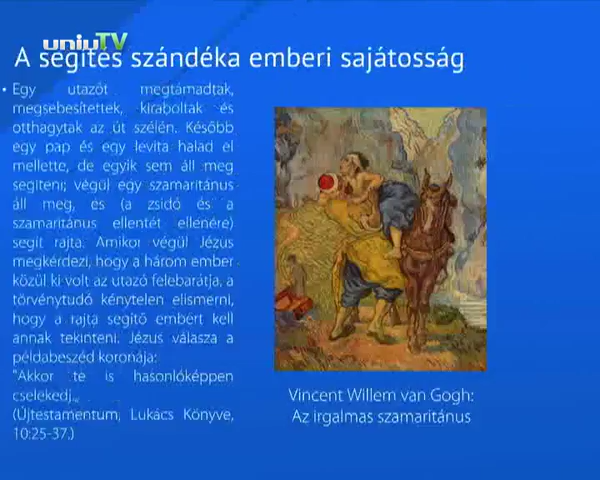 univTV
A segítés szándéka emberi sajátosság
• Egy utazót megtámadták,
megsebesítettek, kiraboltak és
otthagytak az út szélén. Később
egy pap és egy levita halad el
mellette, de egyik sem áll meg
segíteni; végül egy szamaritánus
áll meg, és (a zsidó és a
szamaritánus ellentét ellenére)
segít rajta. Amikor végül Jézus
megkérdezi, hogy a három ember
közül ki volt az utazó felebarátja, a
törvénytudó kénytelen elismerni,
hogy a rajta segítő embert kell
annak tekinteni. Jézus válasza a
példabeszéd koronája:
"Akkor te is hasonlóképpen
cselekedj„
(Újtestamentum, Lukács Könyve,
10:25-37.)
Vincent Willem van Gogh:
Az irgalmas szamaritánus